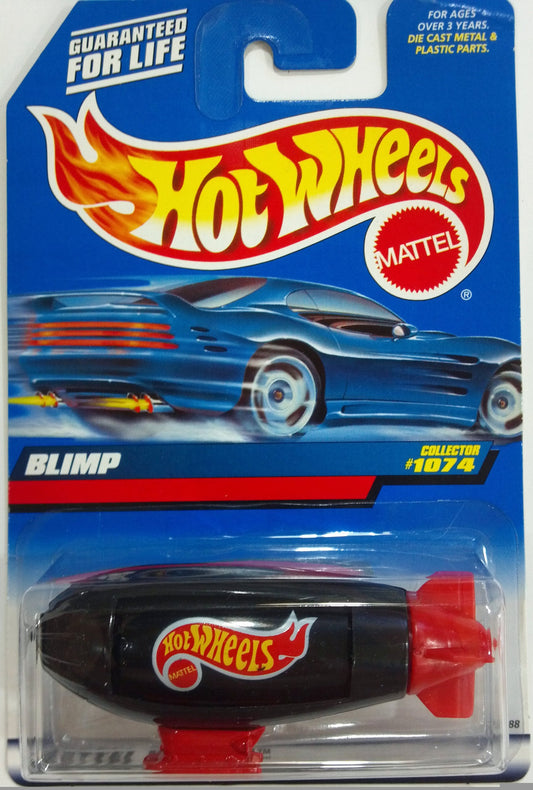 GUARANTEED
FOR LIFE
FOR AGES
OVER 3 YEARS.
DIE CAST METAL &
PLASTIC PARTS.
HOT WHEELS
MATTEL
®
BLIMP
COLLECTOR
#1074
HOT WHEELS
MATTEL
88